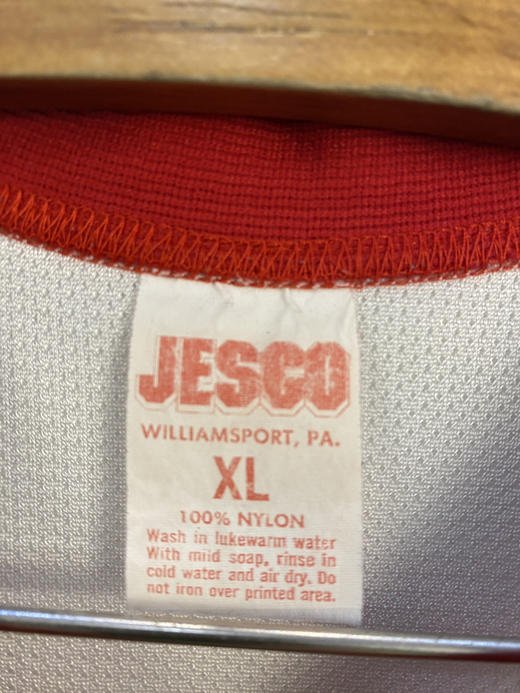 JESCO
WILLIAMSPORT, PA.
XL
100% NYLON
Wash in lukewarm water
With mild soap, rinse in
cold water and air dry. Do
not iron over printed area.